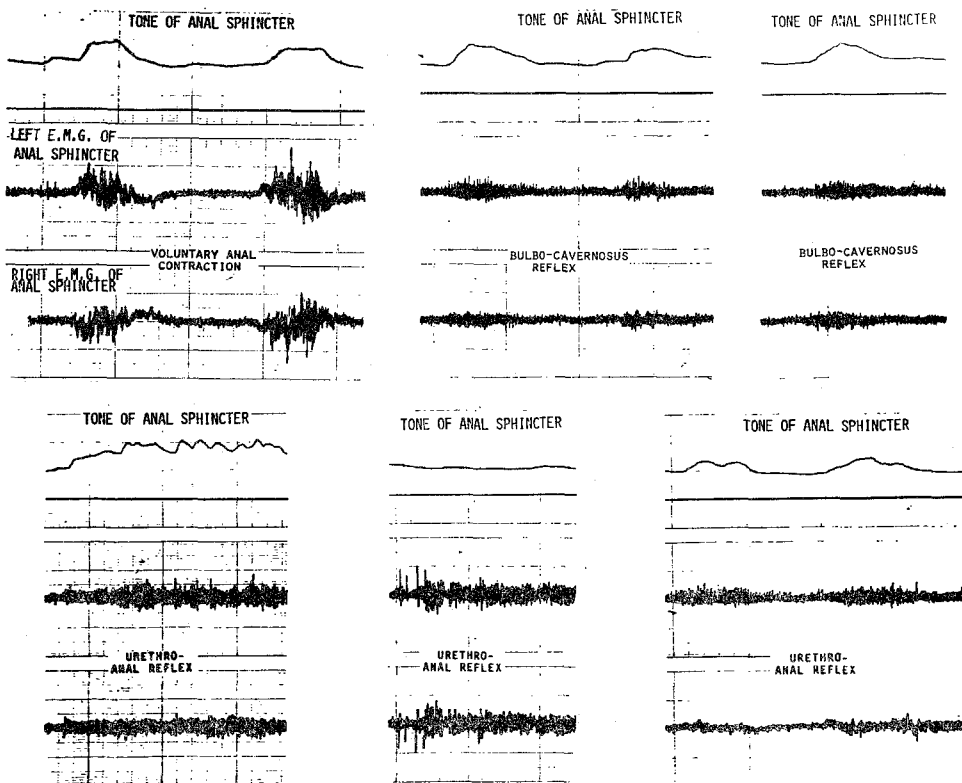 TONE OF ANAL SPHINCTER
TONE OF ANAL SPHINCTER
TONE OF ANAL SPHINCTER
LEFT E.M.G. OF
ANAL SPHINCTER
VOLUNTARY ANAL
CONTRACTION
BULBO-CAVERNOSUS
REFLEX
BULBO-CAVERNOSUS
REFLEX
RIGHT E.M.G. OF
ANAL SPHINCTER
TONE OF ANAL SPHINCTER
TONE OF ANAL SPHINCTER
TONE OF ANAL SPHINCTER
URETHRO-
ANAL REFLEX
URETHRO-
ANAL REFLEX
URETHRO-
ANAL REFLEX